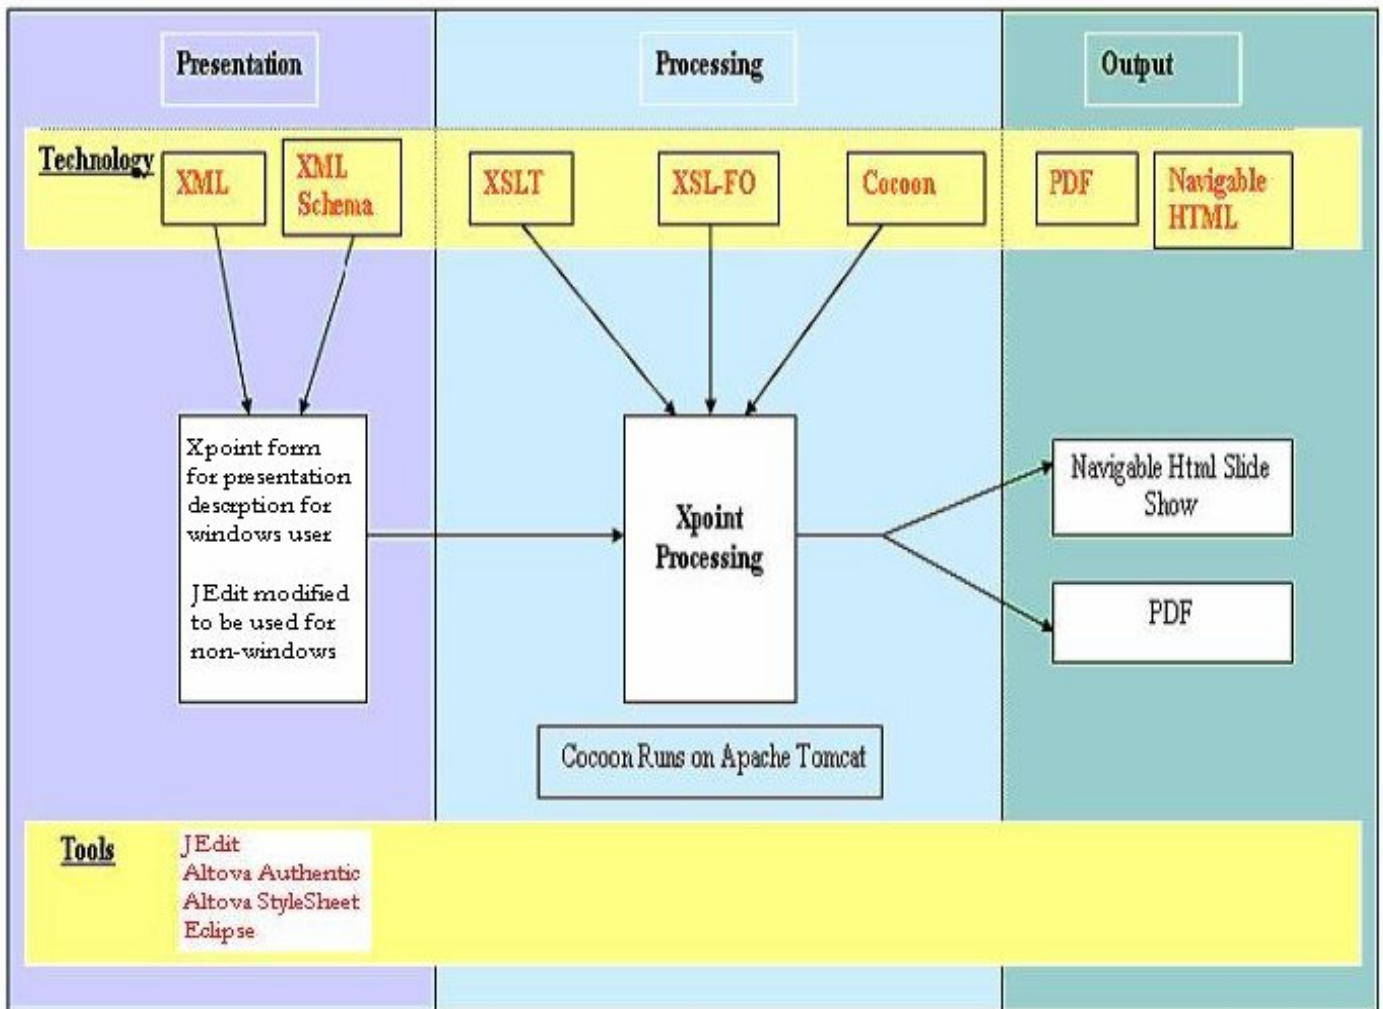 Presentation
Processing
Output
Technology
XML
XML
Schema
XSLT
XSL-FO
Cocoon
PDF
Navigable
HTML
Xpoint form
for presentation
descrption for
windows user
JEdit modified
to be used for
non-windows
Xpoint
Processing
Navigable Html Slide
Show
PDF
Cocoon Runs on Apache Tomcat
Tools
JEdit
Altova Authentic
Altova StyleSheet
Eclipse